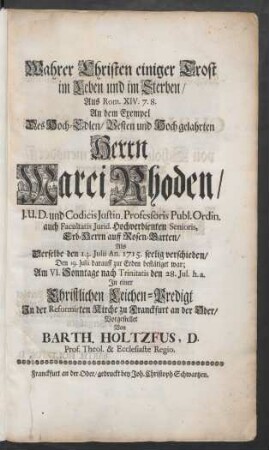 Wahrer Christen einiger Trost
im Leben und im Sterben/
Aus Rom. XIV. 7. 8.
An dem Exempel
Des Hoch-Edlen/ Vesten und Hochgelahrten
Herrn
Marci Rhoden/
J.U.D. und Codicis Justin. Professoris Publ. Ordin.
auch Facultatis Jurid. Hochverdienten Senioris,
Erb-Herrn auff Rosen-Garten/
Als
Derselbe den 14. Julii An. 1715. seelig verschieden/
Den 19. Julii darauff zur Erden bestätiget war;
Am VI. Sonntage nach Trinitatis den 28. Jul. h.a.
In einer
Christlichen Leichen-Predigt
In der Reformirten Kirche zu Franckfurt an der Oder/
Vorgestellet
Von
BARTH. HOLTZFUS, D.
Prof. Theol. & Ecclesiaste Regio.
Franckfurt an der Oder/ gedruckt bey Joh. Christoph Schwartzen.